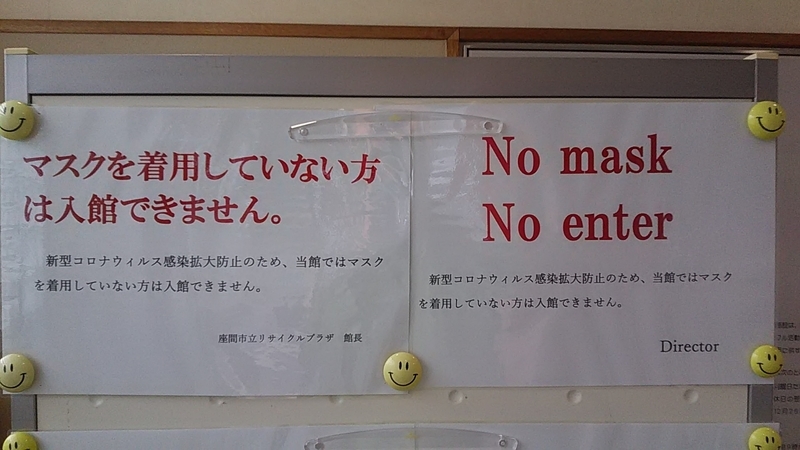 マスクを着用していない方
は入館できません。
新型コロナウィルス感染拡大防止のため、当館ではマスク
を着用していない方は入館できません。
座間市立リサイクルプラザ 館長
No mask
No enter
新型コロナウィルス感染拡大防止のため、当館ではマスク
を着用していない方は入館できません。
Director